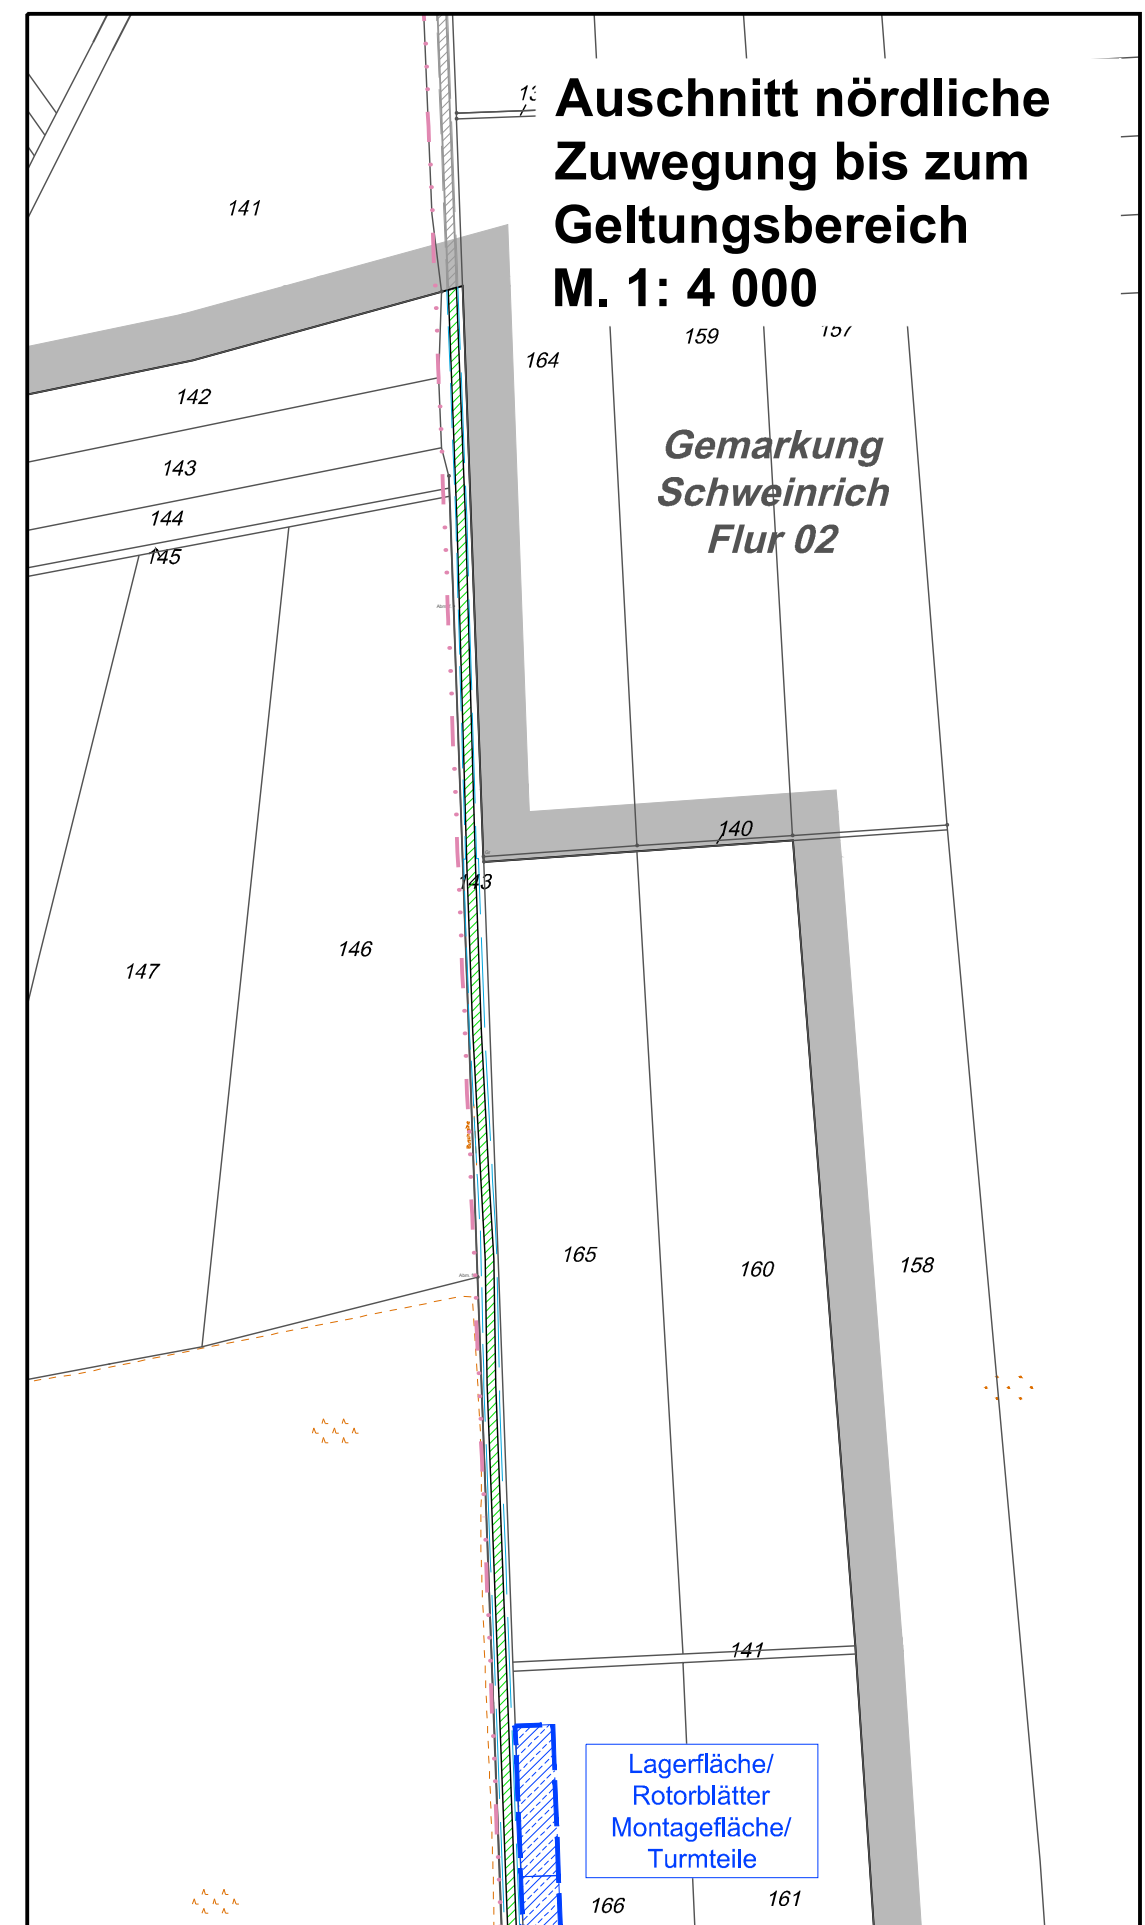 Auschnitt nördliche
Zuwegung bis zum
Geltungsbereich
M. 1: 4 000
141
164
159
157
142
Gemarkung
Schweinrich
Flur 02
143
144
145
140
143
146
147
165
160
158
141
Lagerfläche/
Rotorblätter
Montagefläche/
Turmteile
166
161